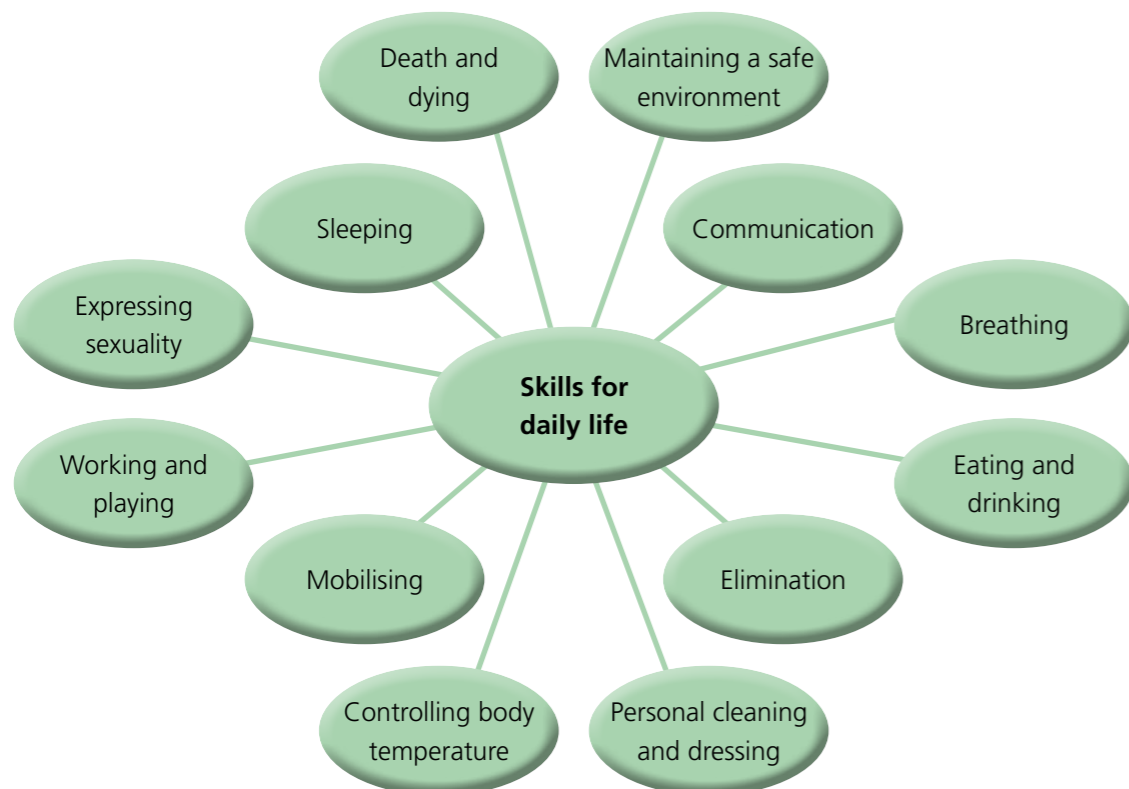 Death and
dying
Maintaining a safe
environment
Sleeping
Communication
Expressing
sexuality
Breathing
Skills for
daily life
Working and
playing
Eating and
drinking
Mobilising
Elimination
Controlling body
temperature
Personal cleaning
and dressing